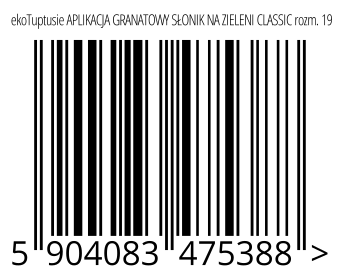 ekoTuptusie APLIKACJA GRANATOWY SŁONIK NA ZIELENI CLASSIC rozm. 19
5 904083 475388 >